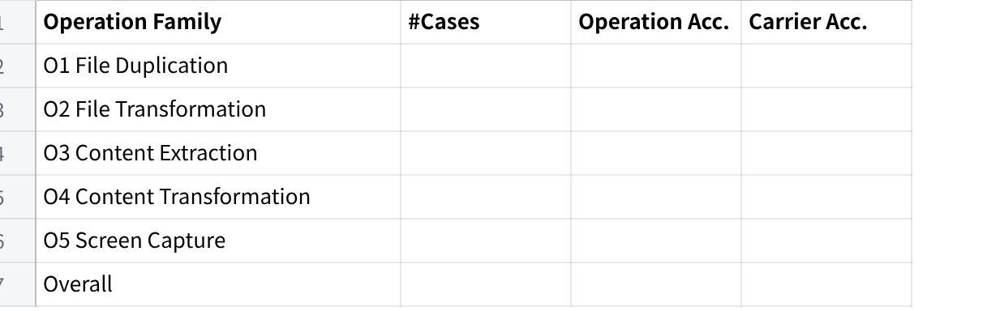 1 Operation Family #Cases Operation Acc. Carrier Acc.
2 O1 File Duplication
3 O2 File Transformation
4 O3 Content Extraction
5 O4 Content Transformation
6 O5 Screen Capture
7 Overall